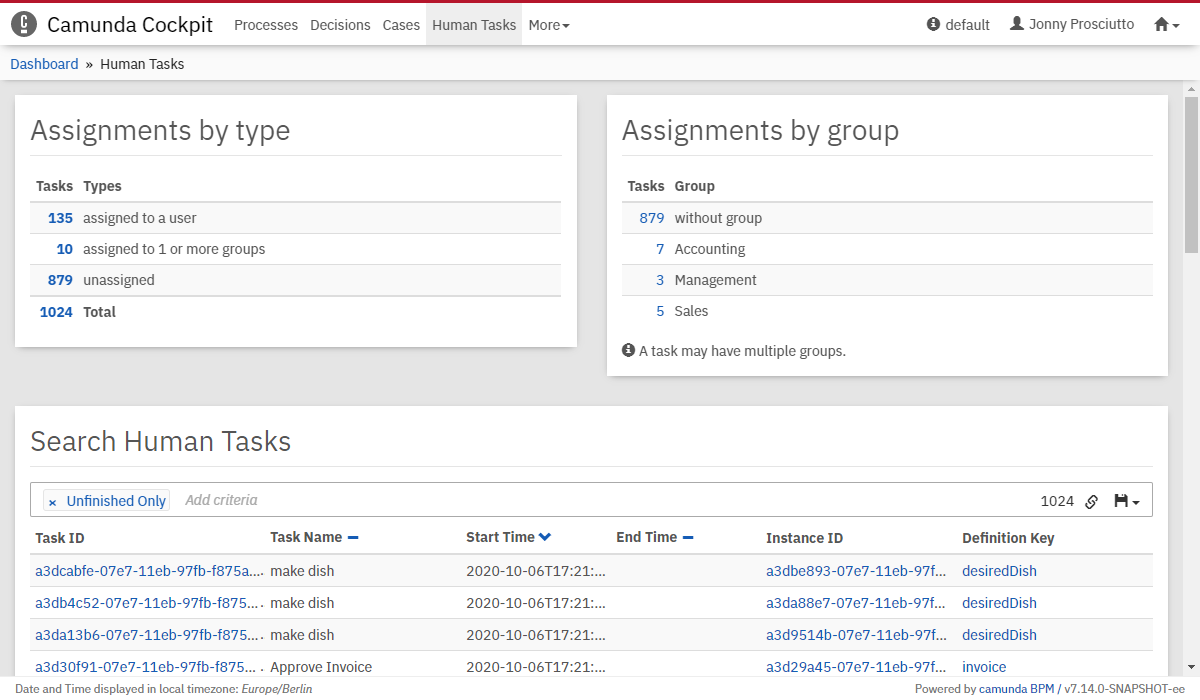 Camunda Cockpit Processes Decisions Cases Human Tasks More default Jonny Prosciutto
Dashboard » Human Tasks
Assignments by type
Tasks Types
135 assigned to a user
10 assigned to 1 or more groups
879 unassigned
1024 Total
Assignments by group
Tasks Group
879 without group
7 Accounting
3 Management
5 Sales
A task may have multiple groups.
Search Human Tasks
× Unfinished Only Add criteria 1024
Task ID Task Name Start Time End Time Instance ID Definition Key
a3dcabfe-07e7-11eb-97fb-f875a... make dish 2020-10-06T17:21:... a3dbe893-07e7-11eb-97f... desiredDish
a3db4c52-07e7-11eb-97fb-f875... make dish 2020-10-06T17:21:... a3da88e7-07e7-11eb-97f... desiredDish
a3da13b6-07e7-11eb-97fb-f875... make dish 2020-10-06T17:21:... a3d9514b-07e7-11eb-97f... desiredDish
a3d30f91-07e7-11eb-97fb-f875... Approve Invoice 2020-10-06T17:21:... a3d29a45-07e7-11eb-97f... invoice
Date and Time displayed in local timezone: Europe/Berlin Powered by camunda BPM / v7.14.0-SNAPSHOT-ee